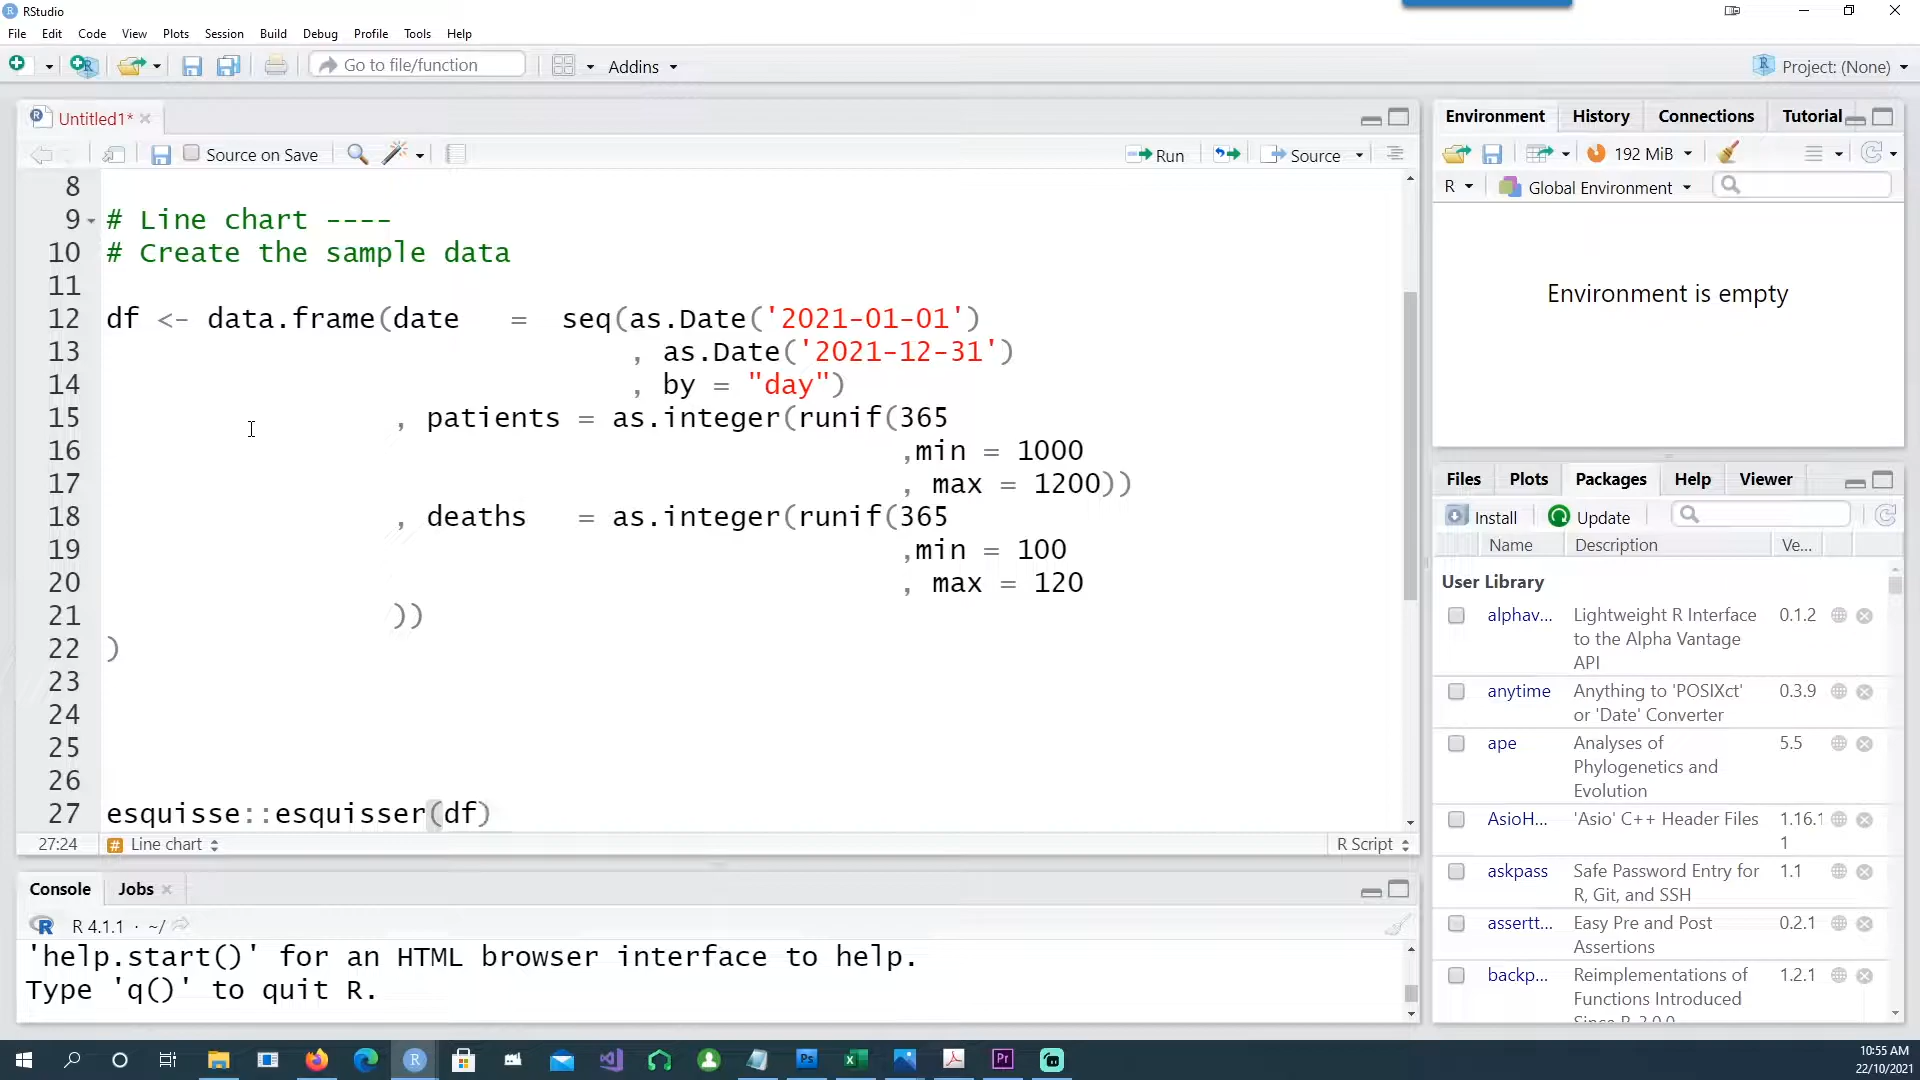 RStudio
File Edit Code View Plots Session Build Debug Profile Tools Help
Go to file/function Addins Project: (None)
Untitled1*
Source on Save Run Source
8
9 # Line chart ----
10 # Create the sample data
11
12 df <- data.frame(date = seq(as.Date('2021-01-01')
13 , as.Date('2021-12-31')
14 , by = "day")
15 , patients = as.integer(runif(365
16 ,min = 1000
17 , max = 1200))
18 , deaths = as.integer(runif(365
19 ,min = 100
20 , max = 120
21 ))
22 )
23
24
25
26
27 esquisse::esquisser(df)
27:24 # Line chart R Script
Console Jobs
R 4.1.1 · ~/
'help.start()' for an HTML browser interface to help.
Type 'q()' to quit R.
Environment History Connections Tutorial
192 MiB
R Global Environment
Environment is empty
Files Plots Packages Help Viewer
Install Update
Name Description Ve...
User Library
alphav... Lightweight R Interface 0.1.2
to the Alpha Vantage
API
anytime Anything to 'POSIXct' 0.3.9
or 'Date' Converter
ape Analyses of 5.5
Phylogenetics and
Evolution
AsioH... 'Asio' C++ Header Files 1.16.1
1
askpass Safe Password Entry for 1.1
R, Git, and SSH
assertt... Easy Pre and Post 0.2.1
Assertions
backp... Reimplementations of 1.2.1
Functions Introduced
Since R-3.0.0
10:55 AM
22/10/2021